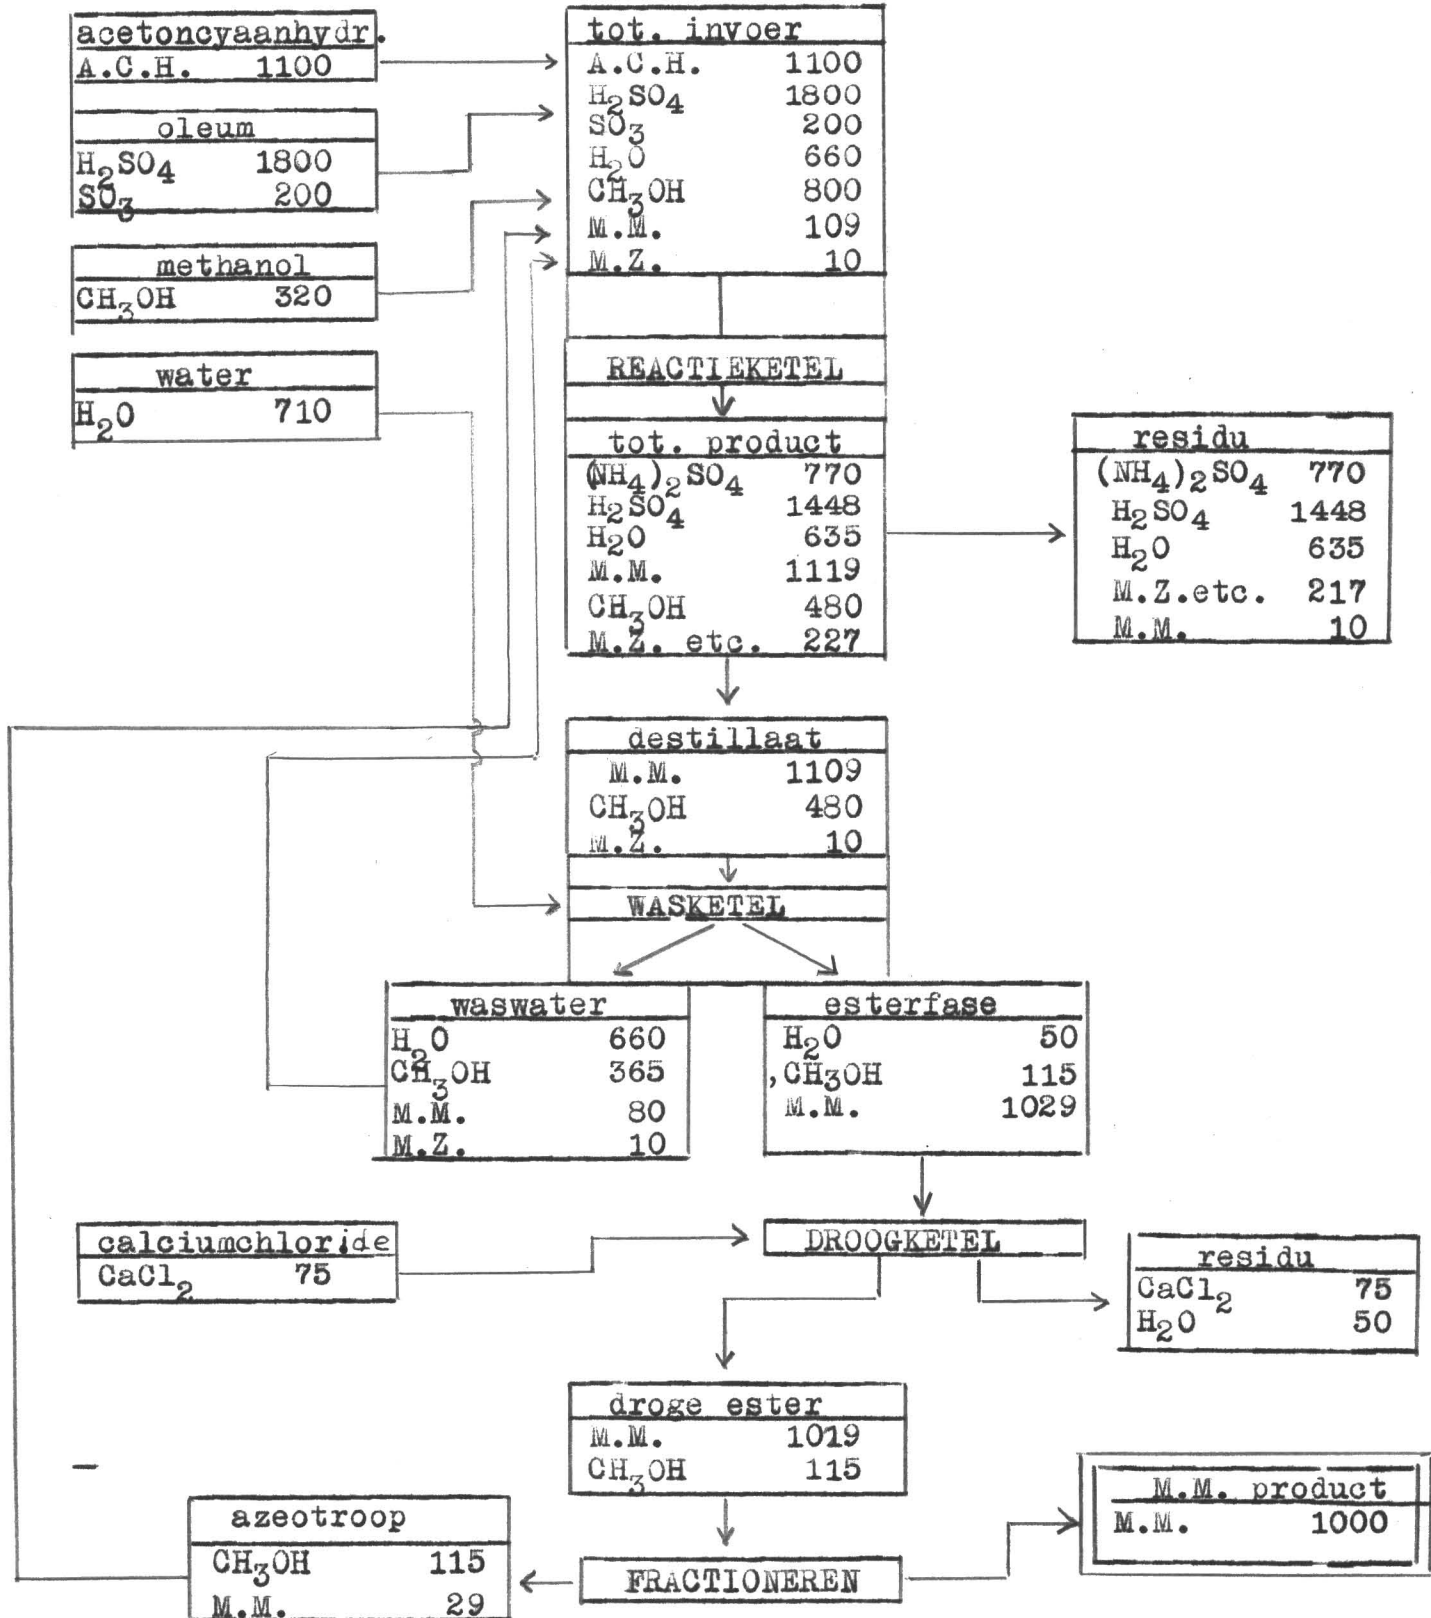 acetoncyaanhydr.
A.C.H. 1100
oleum
H2SO4 1800
SO3 200
methanol
CH3OH 320
water
H2O 710
tot. invoer
A.C.H. 1100
H2SO4 1800
SO3 200
H2O 660
CH3OH 800
M.M. 109
M.Z. 10
REACTIEKETEL
tot. product
(NH4)2SO4 770
H2SO4 1448
H2O 635
M.M. 1119
CH3OH 480
M.Z. etc. 227
residu
(NH4)2SO4 770
H2SO4 1448
H2O 635
M.Z.etc. 217
M.M. 10
destillaat
M.M. 1109
CH3OH 480
M.Z. 10
WASKETEL
waswater
H2O 660
CH3OH 365
M.M. 80
M.Z. 10
esterfase
H2O 50
,CH3OH 115
M.M. 1029
calciumchloride
CaCl2 75
DROOGKETEL
residu
CaCl2 75
H2O 50
droge ester
M.M. 1019
CH3OH 115
azeotroop
CH3OH 115
M.M. 29
FRACTIONEREN
M.M. product
M.M. 1000